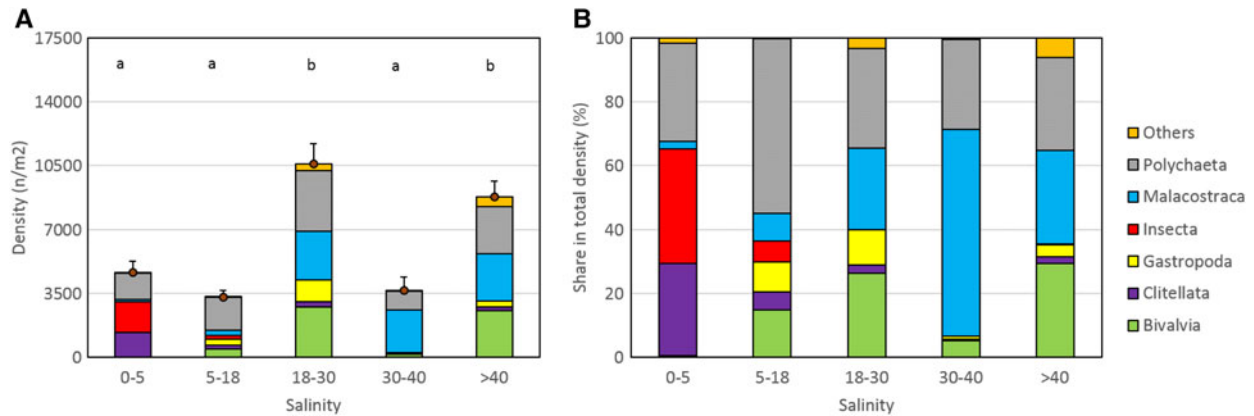 A
17500
14000
10500
7000
3500
0
Density (n/m2)
a
a
b
a
b
0-5
5-18
18-30
30-40
>40
Salinity
B
100
80
60
40
20
0
Share in total density (%)
0-5
5-18
18-30
30-40
>40
Salinity
Others
Polychaeta
Malacostraca
Insecta
Gastropoda
Clitellata
Bivalvia